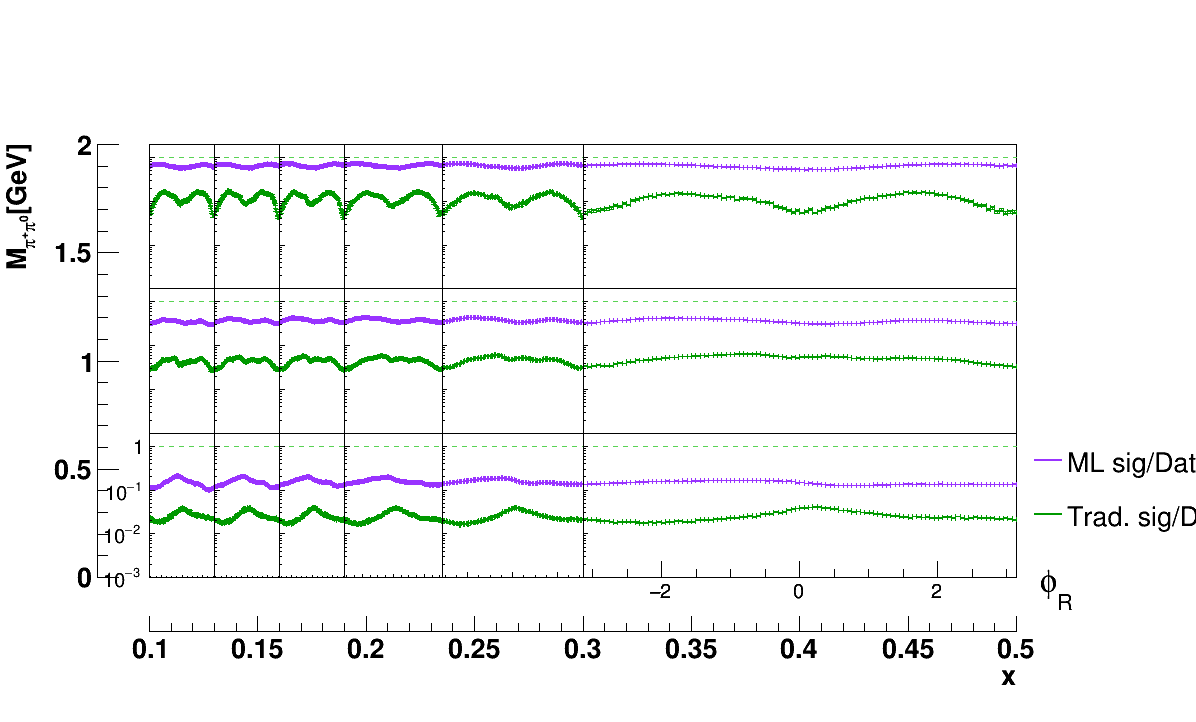 M_{π⁺π⁰}[GeV]
2
1.5
1
0.5
0
1
10⁻¹
10⁻²
10⁻³
ML sig/Dat
Trad. sig/D
−2 0 2
ϕ_R
0.1 0.15 0.2 0.25 0.3 0.35 0.4 0.45 0.5
x